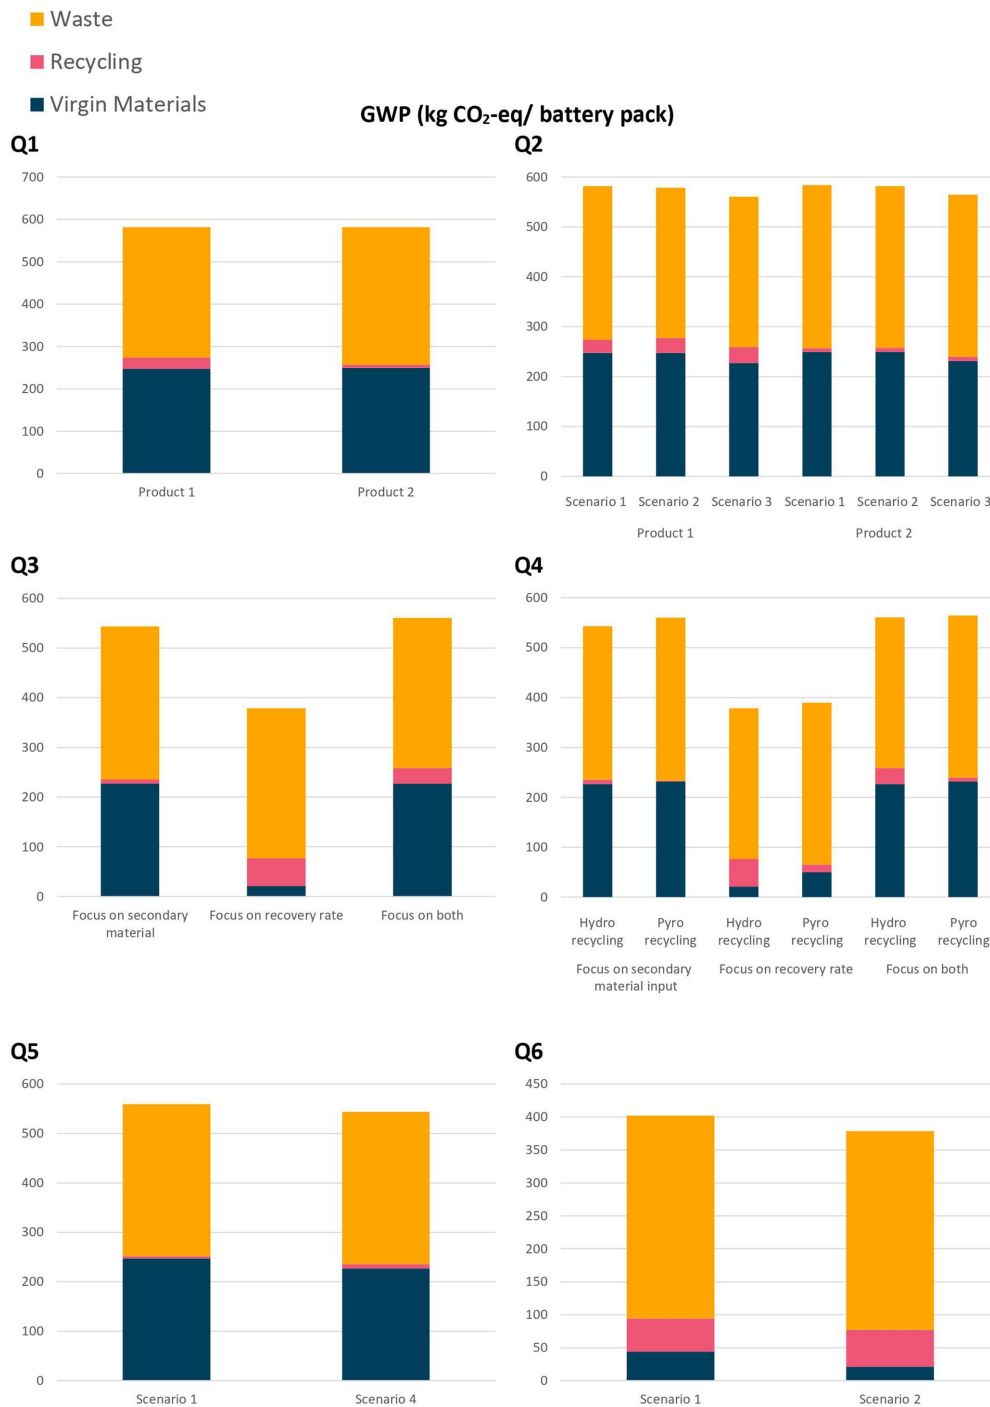 Waste
Recycling
Virgin Materials
GWP (kg CO₂-eq/ battery pack)
Q1
700
600
500
400
300
200
100
0
Product 1 Product 2
Q2
600
500
400
300
200
100
0
Scenario 1 Scenario 2 Scenario 3 Scenario 1 Scenario 2 Scenario 3
Product 1 Product 2
Q3
600
500
400
300
200
100
0
Focus on secondary Focus on recovery rate Focus on both
material
Q4
600
500
400
300
200
100
0
Hydro Pyro Hydro Pyro Hydro Pyro
recycling recycling recycling recycling recycling recycling
Focus on secondary Focus on recovery rate Focus on both
material input
Q5
600
500
400
300
200
100
0
Scenario 1 Scenario 4
Q6
450
400
350
300
250
200
150
100
50
0
Scenario 1 Scenario 2